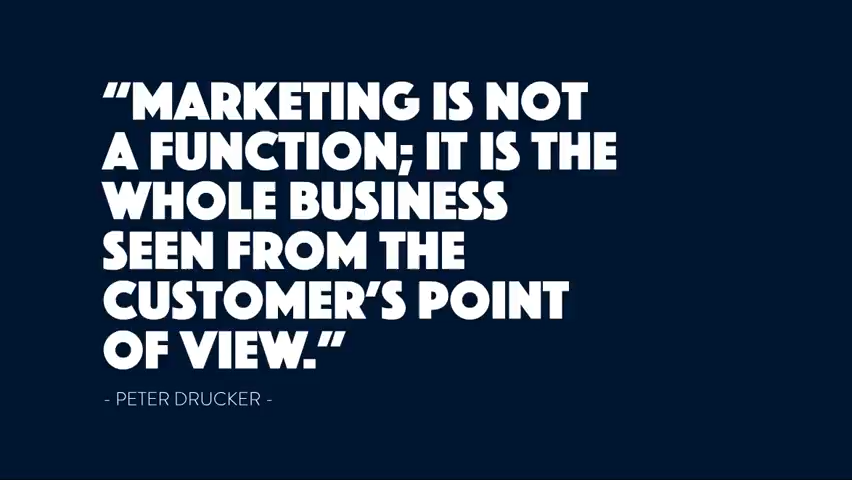 “MARKETING IS NOT
A FUNCTION; IT IS THE
WHOLE BUSINESS
SEEN FROM THE
CUSTOMER’S POINT
OF VIEW.”
- PETER DRUCKER -